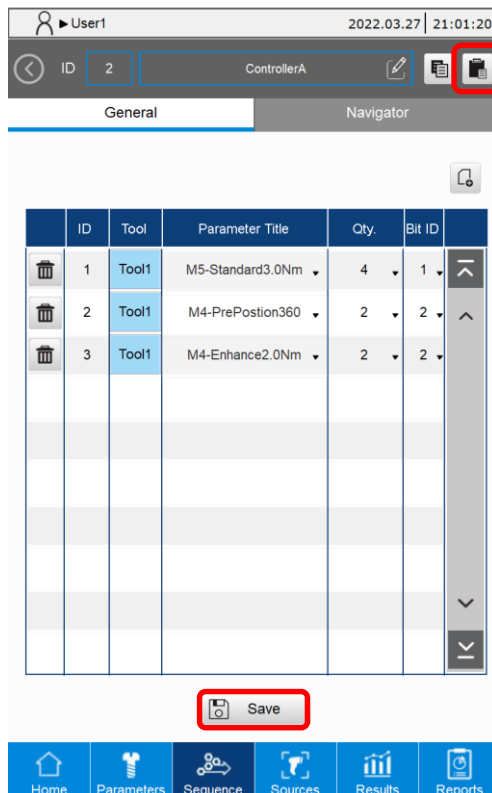 ►User1 2022.03.27 21:01:20
ID 2 ControllerA
General Navigator
ID Tool Parameter Title Qty. Bit ID
1 Tool1 M5-Standard3.0Nm 4 1
2 Tool1 M4-PrePostion360 2 2
3 Tool1 M4-Enhance2.0Nm 2 2
Save
Home Parameters Sequence Sources Results Reports